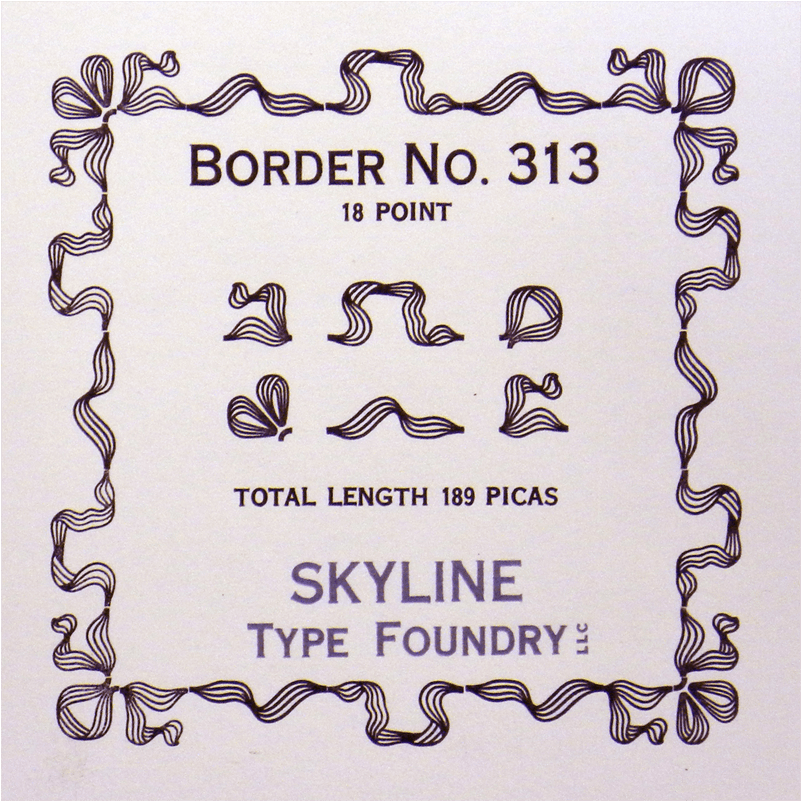 BORDER NO. 313
18 POINT
TOTAL LENGTH 189 PICAS
SKYLINE
TYPE FOUNDRY LLC